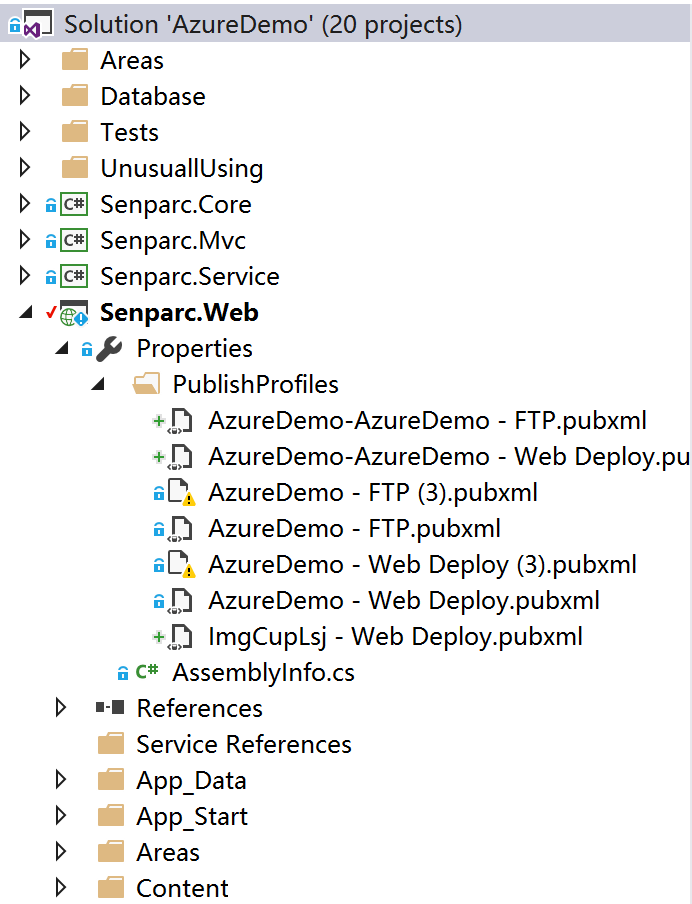 Solution 'AzureDemo' (20 projects)
Areas
Database
Tests
UnusuallUsing
C# Senparc.Core
C# Senparc.Mvc
C# Senparc.Service
Senparc.Web
Properties
PublishProfiles
AzureDemo-AzureDemo - FTP.pubxml
AzureDemo-AzureDemo - Web Deploy.pu
AzureDemo - FTP (3).pubxml
AzureDemo - FTP.pubxml
AzureDemo - Web Deploy (3).pubxml
AzureDemo - Web Deploy.pubxml
ImgCupLsj - Web Deploy.pubxml
C# AssemblyInfo.cs
References
Service References
App_Data
App_Start
Areas
Content